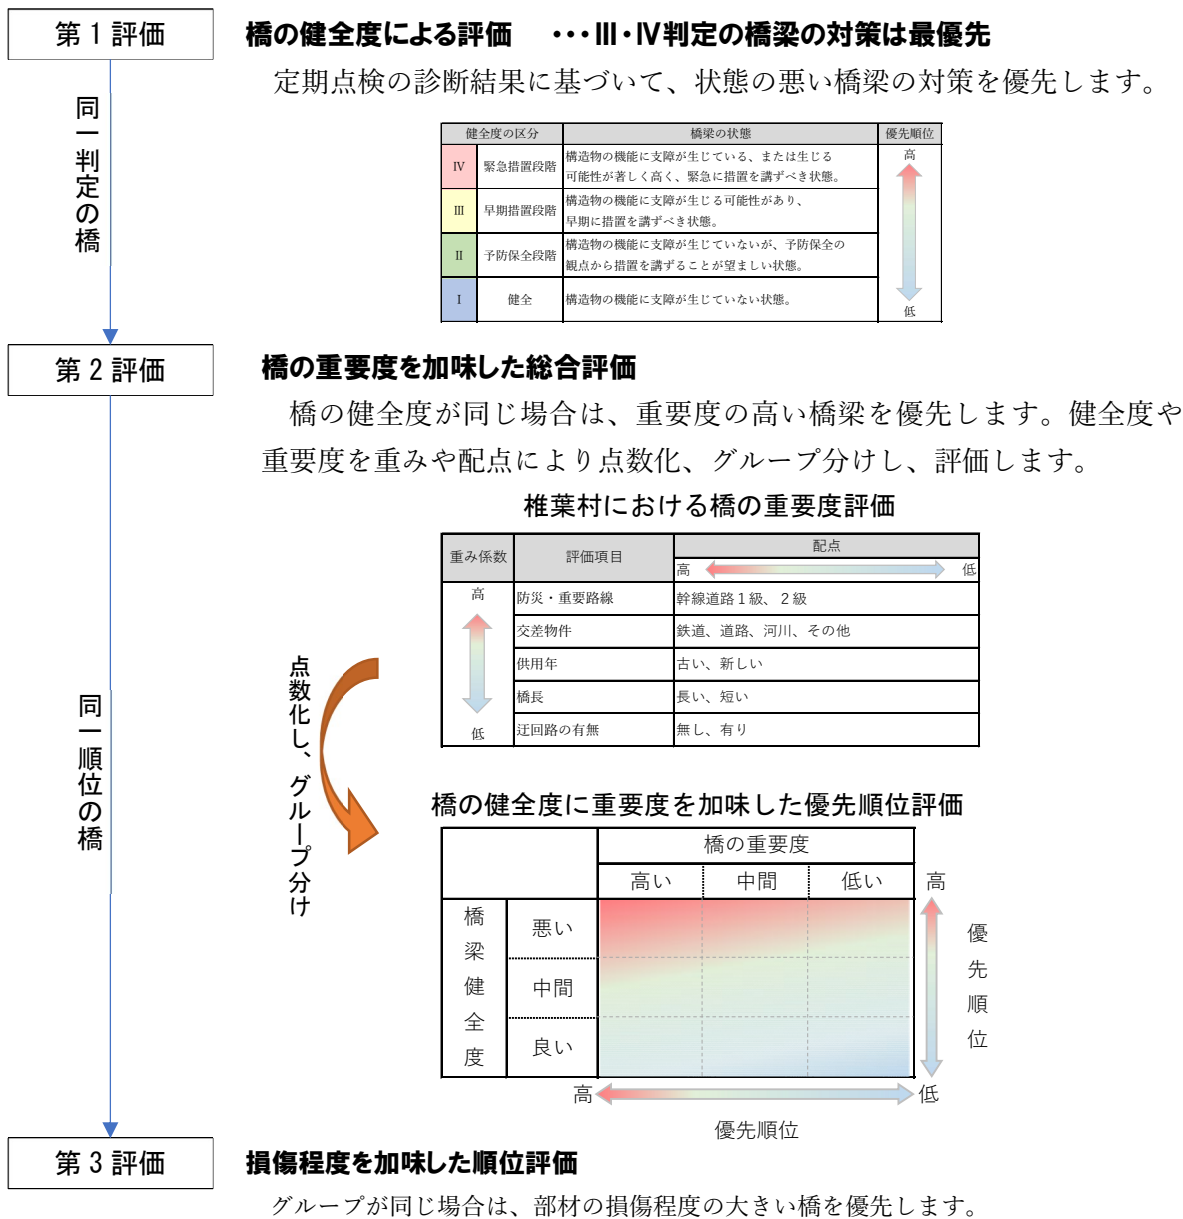 第１評価
橋の健全度による評価　・・・Ⅲ・Ⅳ判定の橋梁の対策は最優先
定期点検の診断結果に基づいて、状態の悪い橋梁の対策を優先します。
同一判定の橋
健全度の区分　橋梁の状態　優先順位
Ⅳ　緊急措置段階　構造物の機能に支障が生じている、または生じる
可能性が著しく高く、緊急に措置を講ずべき状態。
高
Ⅲ　早期措置段階　構造物の機能に支障が生じる可能性があり、
早期に措置を講ずべき状態。
Ⅱ　予防保全段階　構造物の機能に支障が生じていないが、予防保全の
観点から措置を講ずることが望ましい状態。
Ⅰ　健全　構造物の機能に支障が生じていない状態。
低
第２評価
橋の重要度を加味した総合評価
橋の健全度が同じ場合は、重要度の高い橋梁を優先します。健全度や
重要度を重みや配点により点数化、グループ分けし、評価します。
同一順位の橋
点数化し、グループ分け
椎葉村における橋の重要度評価
重み係数　評価項目　配点
高　低
高　防災・重要路線　幹線道路１級、２級
交差物件　鉄道、道路、河川、その他
供用年　古い、新しい
橋長　長い、短い
低　迂回路の有無　無し、有り
橋の健全度に重要度を加味した優先順位評価
橋の重要度
高い　中間　低い　高
橋梁健全度
悪い
中間
良い
優先順位
高　低
優先順位
第３評価
損傷程度を加味した順位評価
グループが同じ場合は、部材の損傷程度の大きい橋を優先します。